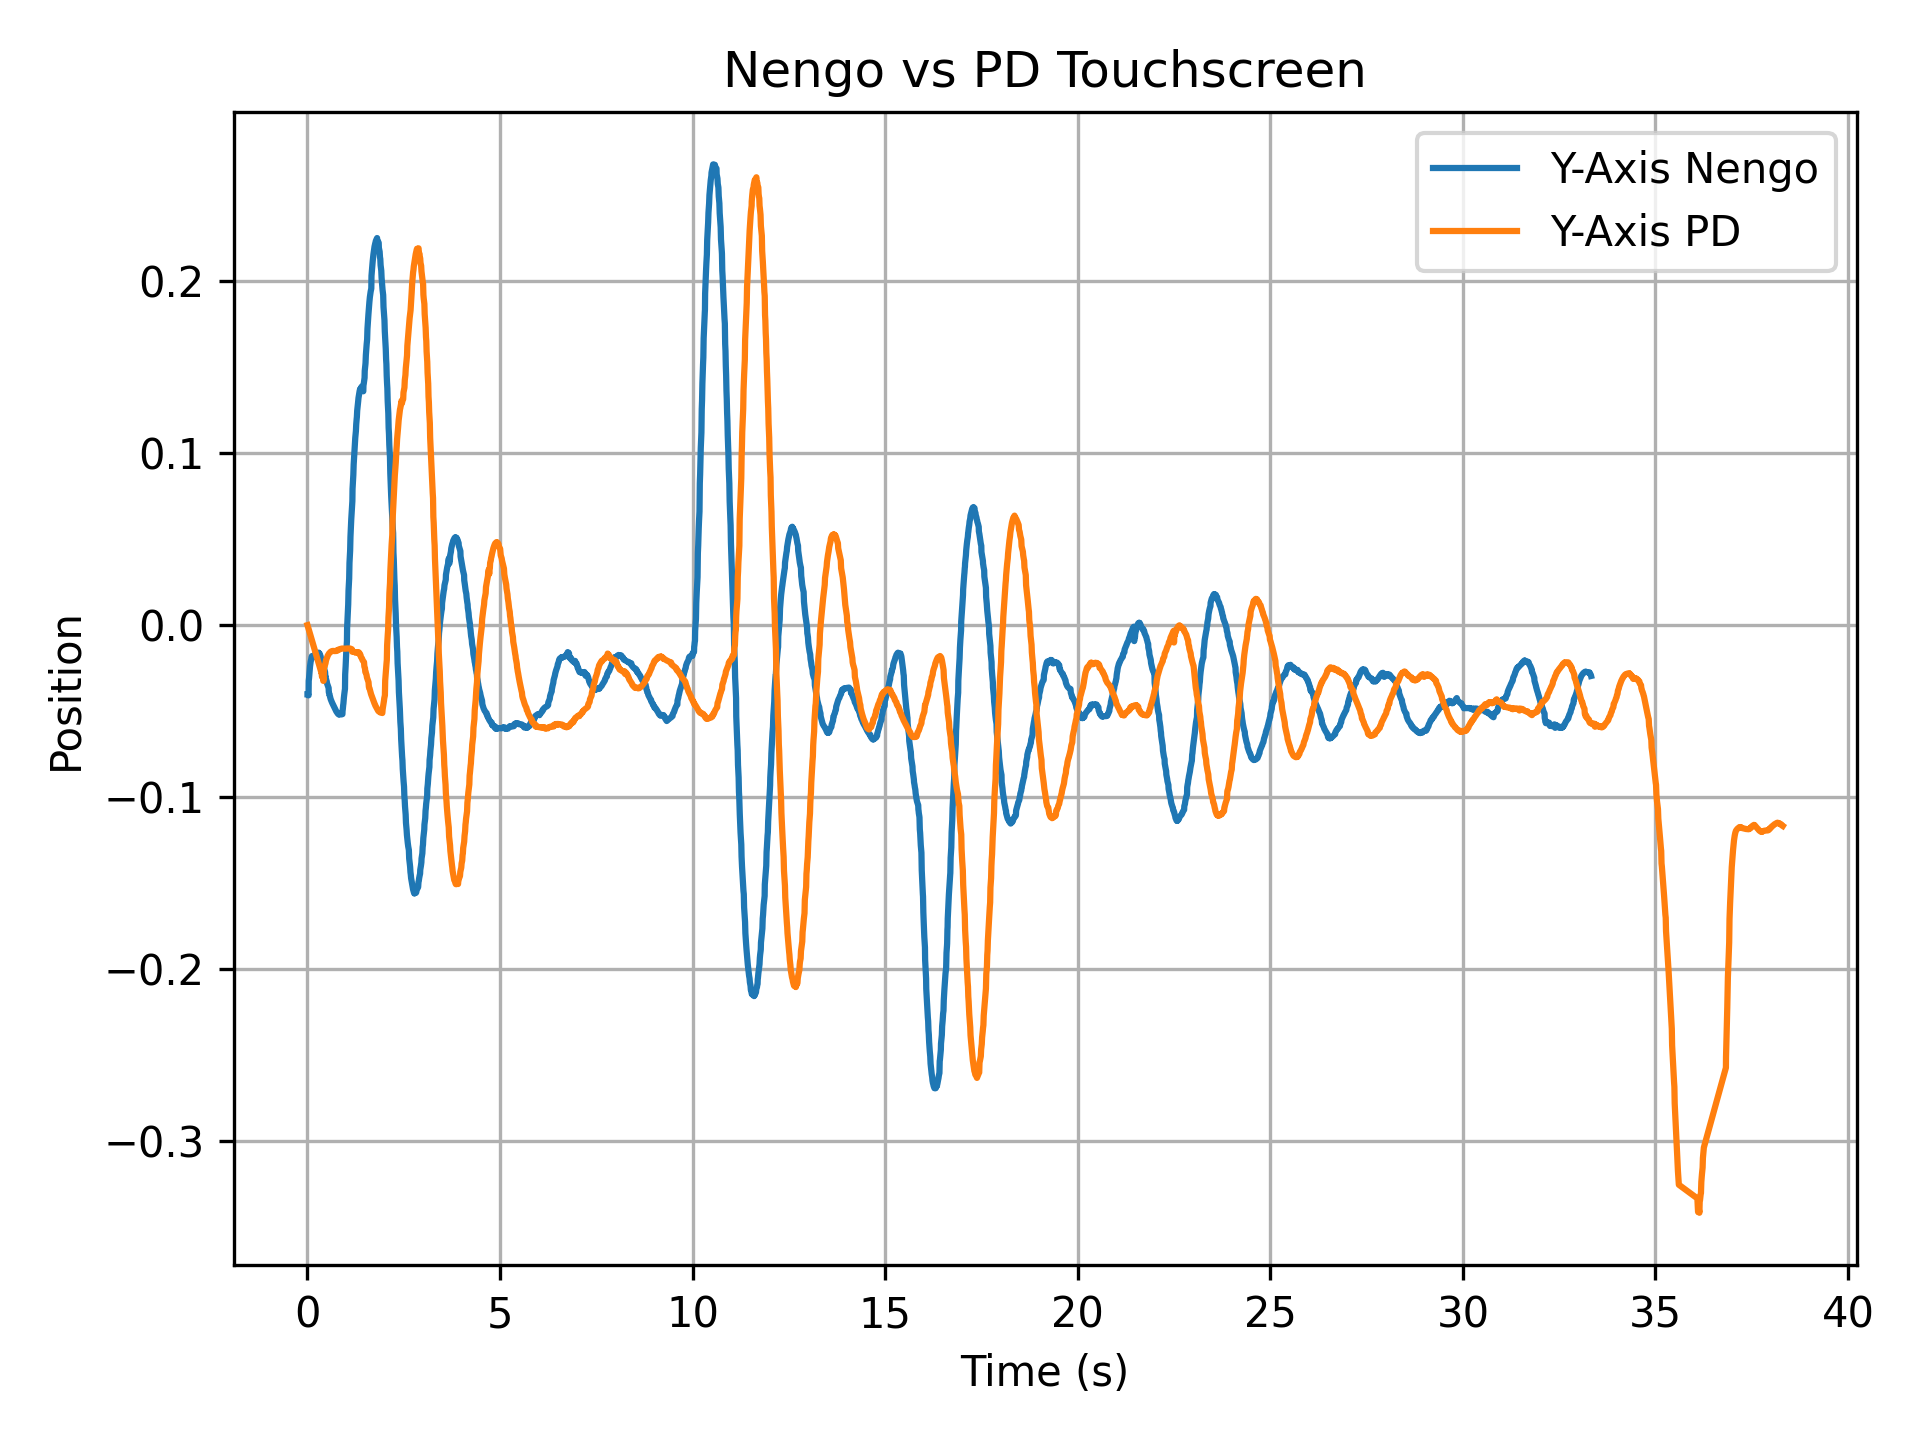 Nengo vs PD Touchscreen
Y-Axis Nengo
Y-Axis PD
0.2
0.1
0.0
−0.1
−0.2
−0.3
Position
0 5 10 15 20 25 30 35 40
Time (s)